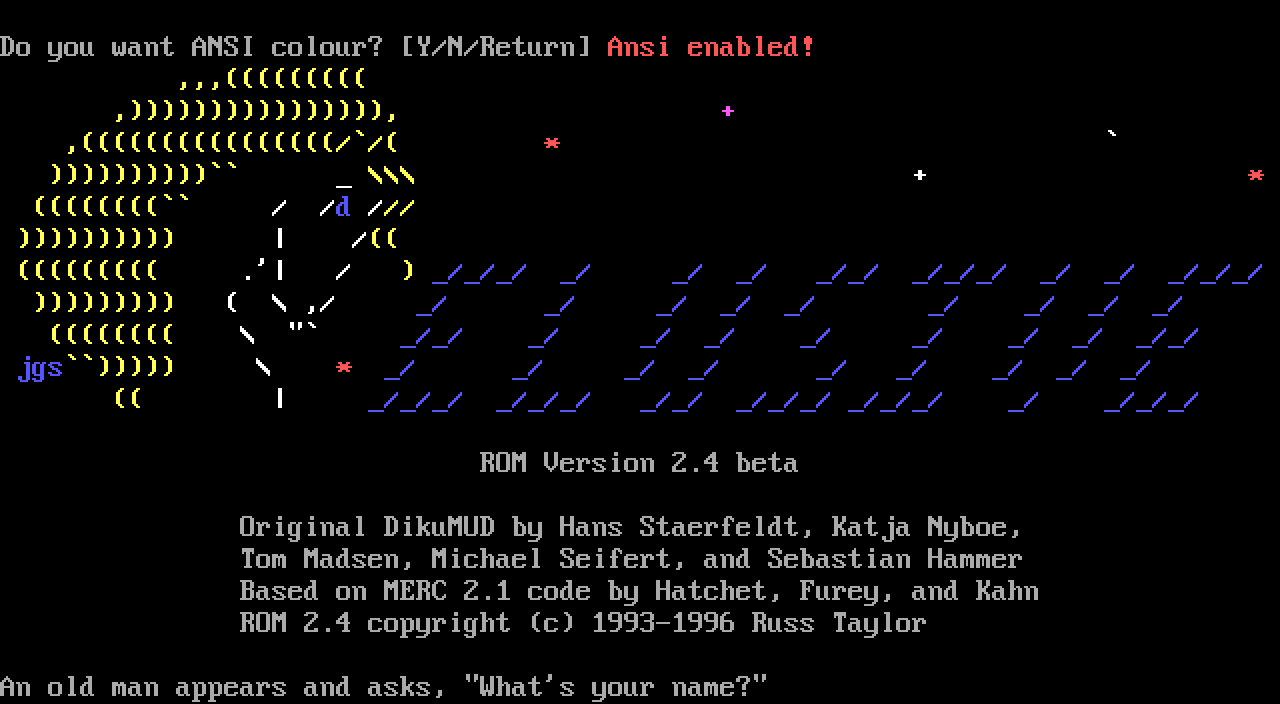 Do you want ANSI colour? [Y/N/Return] Ansi enabled!
ELUSIVE
jgs
ROM Version 2.4 beta
Original DikuMUD by Hans Staerfeldt, Katja Nyboe,
Tom Madsen, Michael Seifert, and Sebastian Hammer
Based on MERC 2.1 code by Hatchet, Furey, and Kahn
ROM 2.4 copyright (c) 1993-1996 Russ Taylor
An old man appears and asks, "What's your name?"